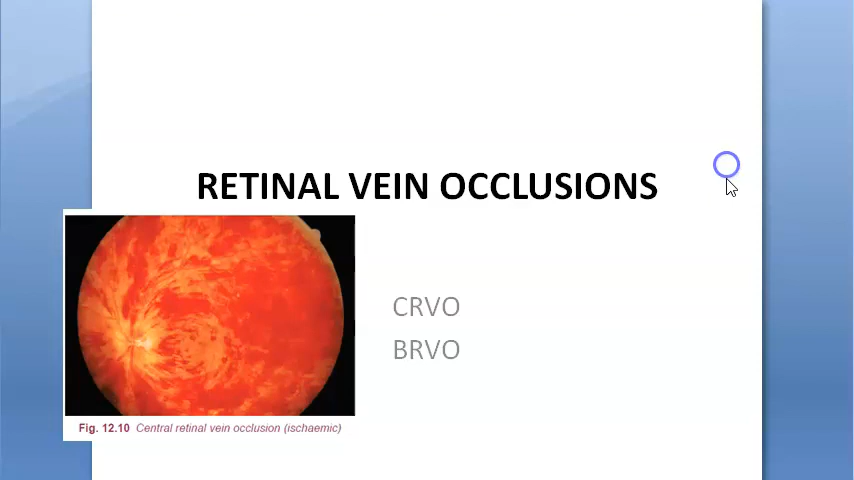 RETINAL VEIN OCCLUSIONS
CRVO
BRVO
Fig. 12.10 Central retinal vein occlusion (ischaemic)